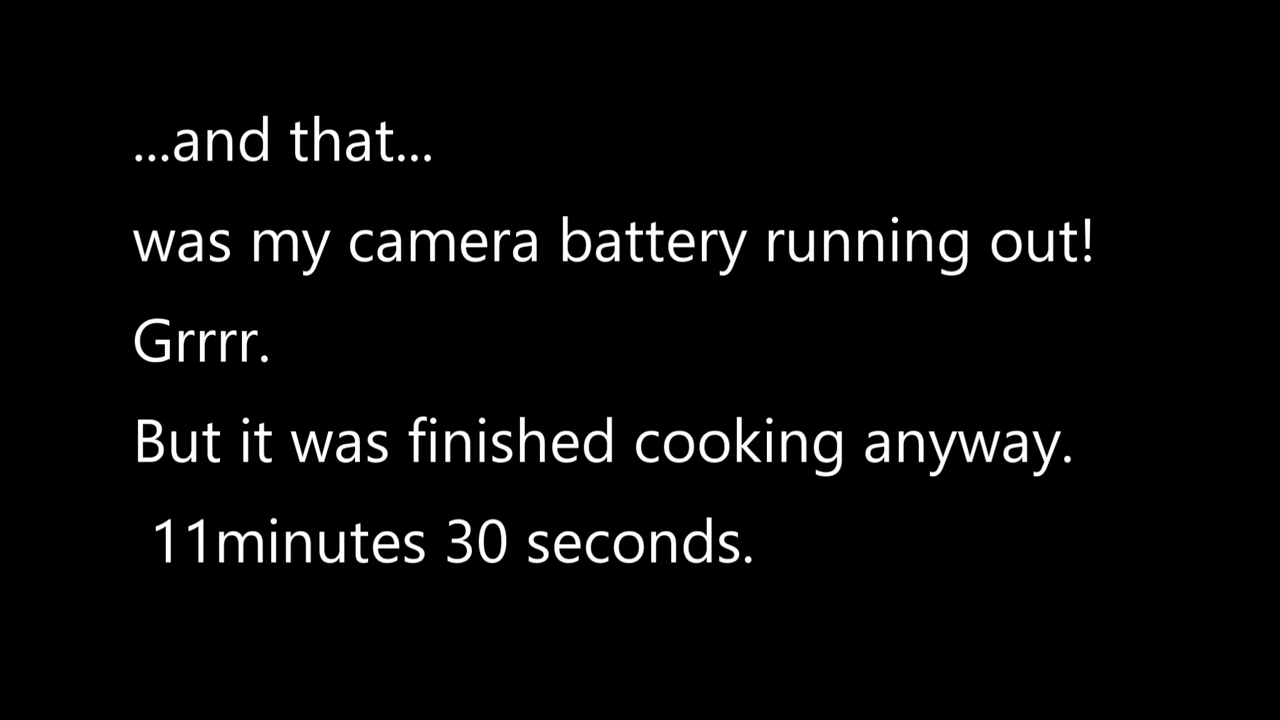 ...and that...
was my camera battery running out!
Grrrr.
But it was finished cooking anyway.
11minutes 30 seconds.